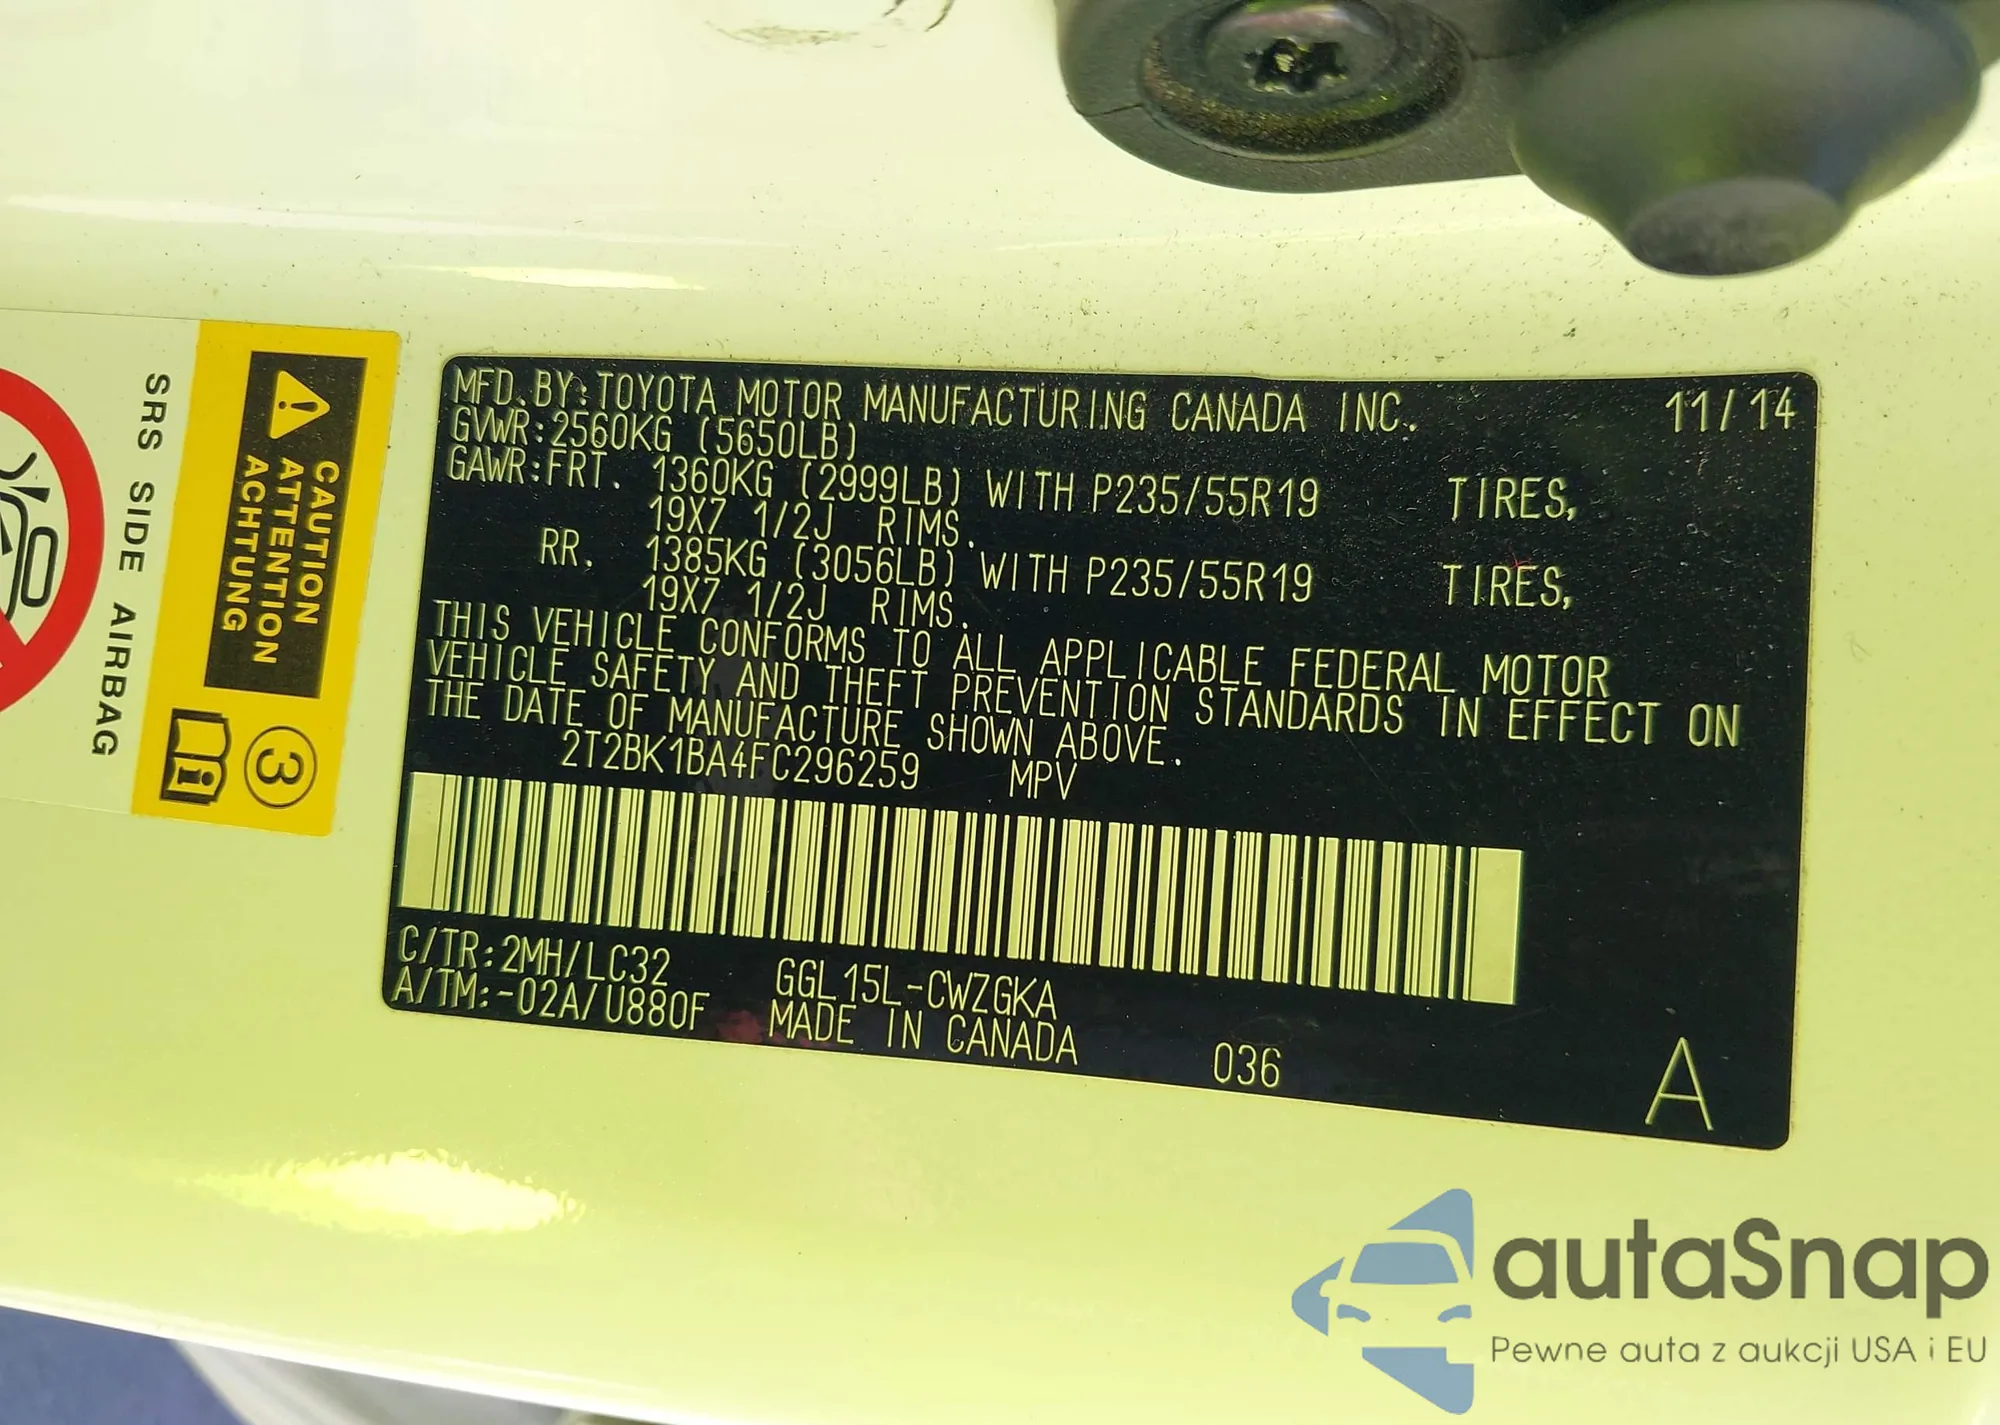 MFD.BY:TOYOTA MOTOR MANUFACTURING CANADA INC. 11/14
GVWR:2560KG (5650LB)
GAWR:FRT. 1360KG (2999LB) WITH P235/55R19 TIRES,
19X7 1/2J RIMS.
RR. 1385KG (3056LB) WITH P235/55R19 TIRES,
19X7 1/2J RIMS.
THIS VEHICLE CONFORMS TO ALL APPLICABLE FEDERAL MOTOR
VEHICLE SAFETY AND THEFT PREVENTION STANDARDS IN EFFECT ON
THE DATE OF MANUFACTURE SHOWN ABOVE.
2T2BK1BA4FC296259 MPV
C/TR:2MH/LC32 GGL15L-CWZGKA
A/TM:-02A/U880F MADE IN CANADA 036
A
CAUTION
ATTENTION
ACHTUNG
3
SRS SIDE AIRBAG
autaSnap
Pewne auta z aukcji USA i EU